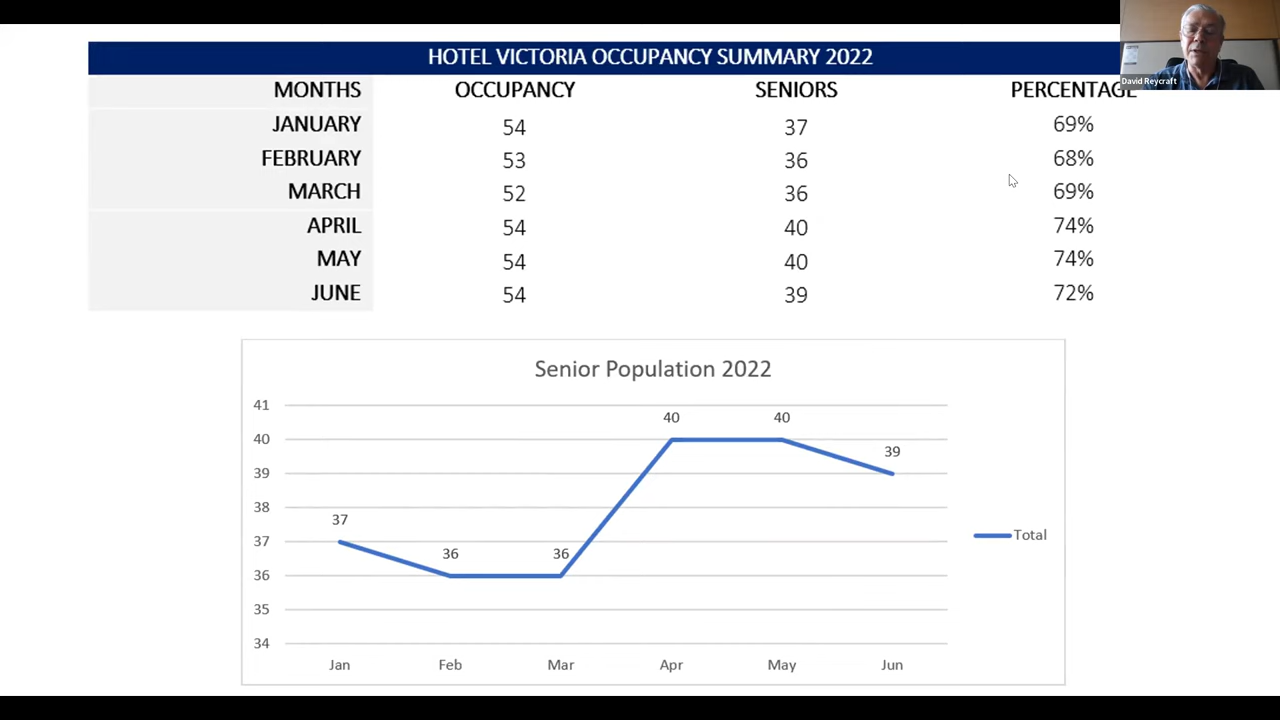 HOTEL VICTORIA OCCUPANCY SUMMARY 2022
MONTHS OCCUPANCY SENIORS PERCENTAGE
JANUARY 54 37 69%
FEBRUARY 53 36 68%
MARCH 52 36 69%
APRIL 54 40 74%
MAY 54 40 74%
JUNE 54 39 72%
David Reycraft
Senior Population 2022
41
40
39
38
37
36
35
34
37
36
36
40
40
39
Total
Jan Feb Mar Apr May Jun